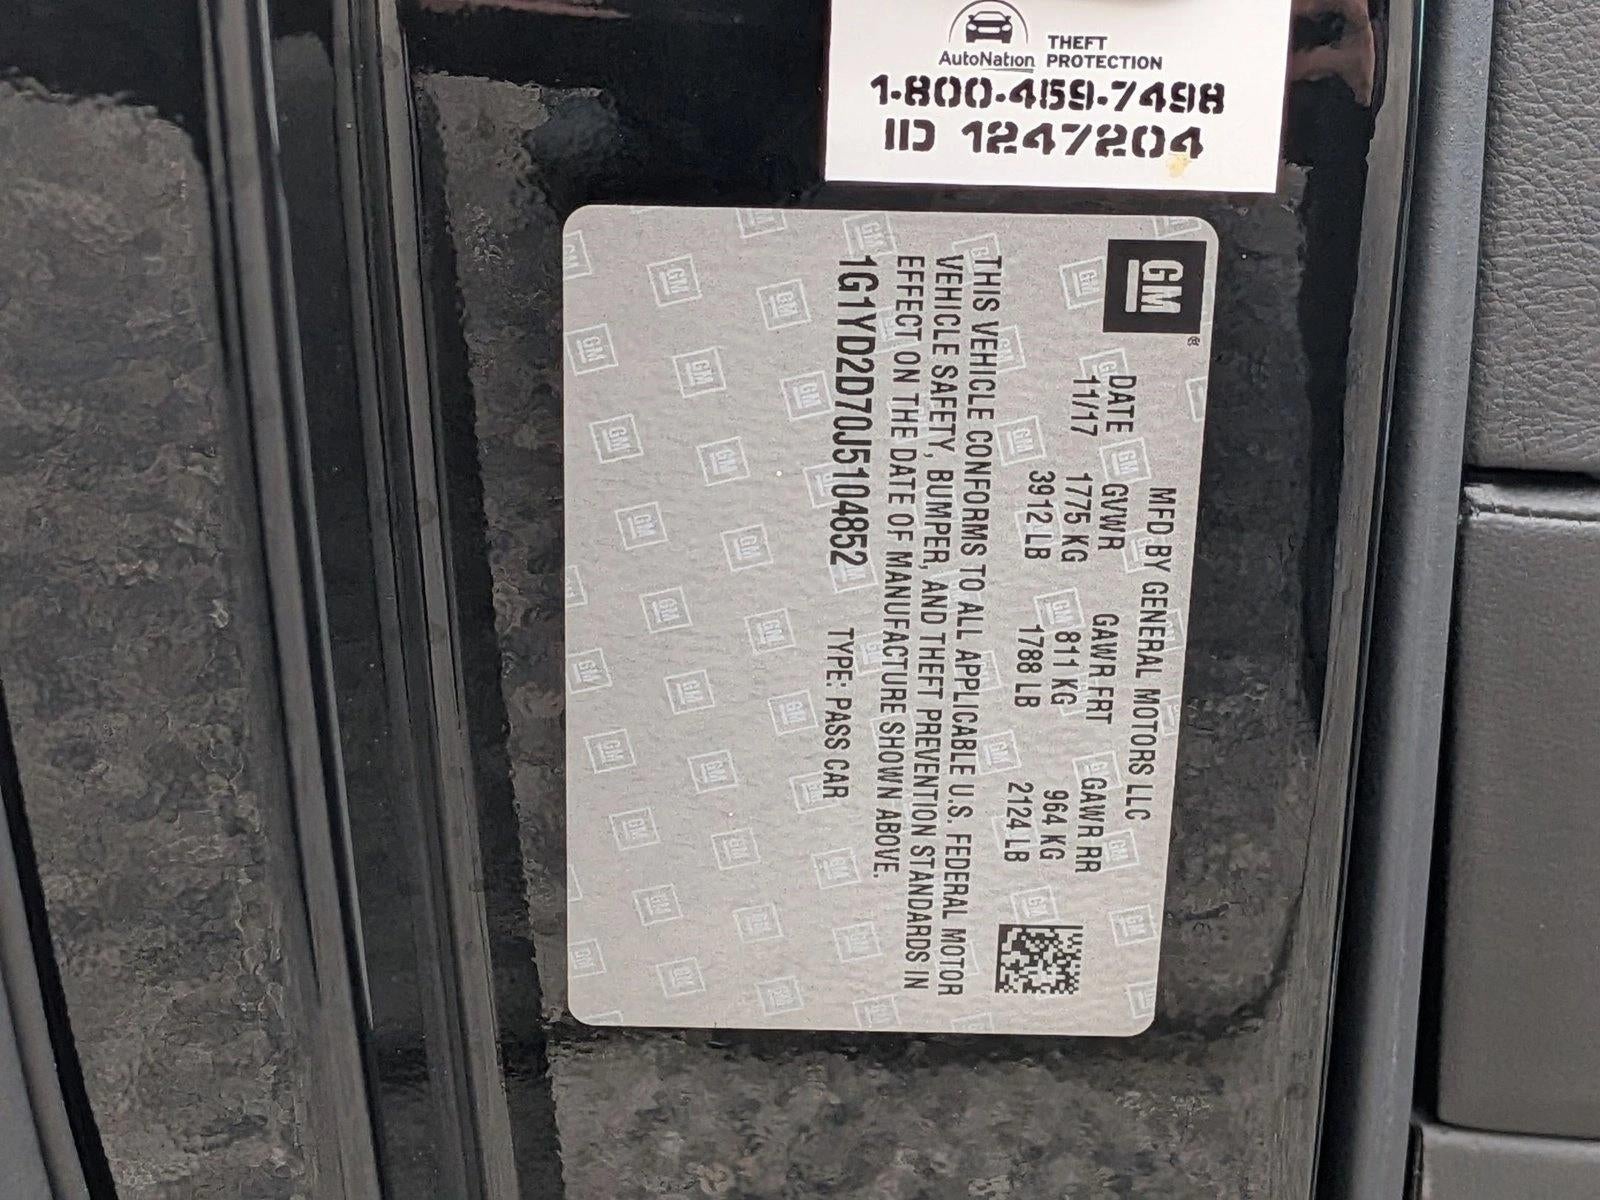 AutoNation
THEFT
PROTECTION
1-800-459-7498
ID 1247204
GM
®
MFD BY GENERAL MOTORS LLC
DATE GVWR GAWR FRT GAWR RR
11/17 1775 KG 811 KG 964 KG
3912 LB 1788 LB 2124 LB
THIS VEHICLE CONFORMS TO ALL APPLICABLE U.S. FEDERAL MOTOR
VEHICLE SAFETY, BUMPER, AND THEFT PREVENTION STANDARDS IN
EFFECT ON THE DATE OF MANUFACTURE SHOWN ABOVE.
1G1YD2D70J5104852 TYPE: PASS CAR